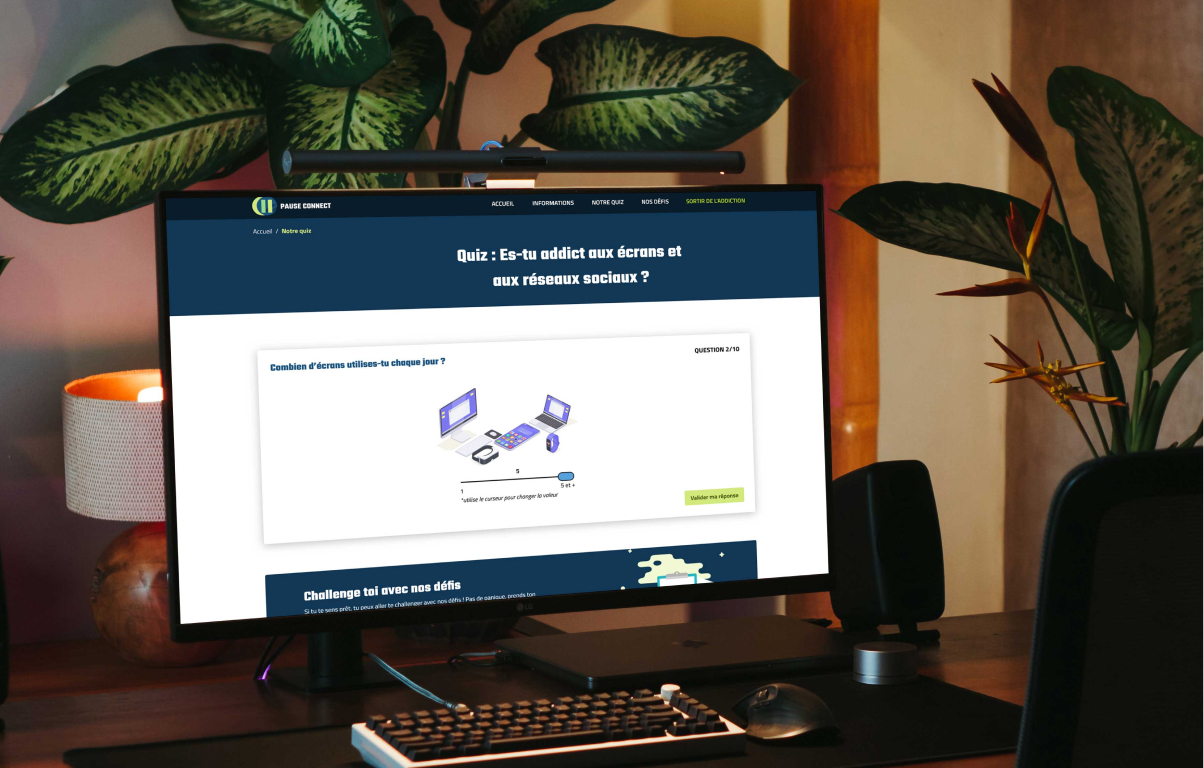 PAUSE CONNECT
ACCUEIL INFORMATIONS NOTRE QUIZ NOS DÉFIS SORTIR DE L'ADDICTION
Accueil / Notre quiz
Quiz : Es-tu addict aux écrans et
aux réseaux sociaux ?
Combien d'écrans utilises-tu chaque jour ?
QUESTION 2/10
5
1
5 et +
*utilise le curseur pour changer la valeur
Valider ma réponse
Challenge toi avec nos défis
Si tu te sens prêt, tu peux aller te challenger avec nos défis ! Pas de panique, prends ton
LG